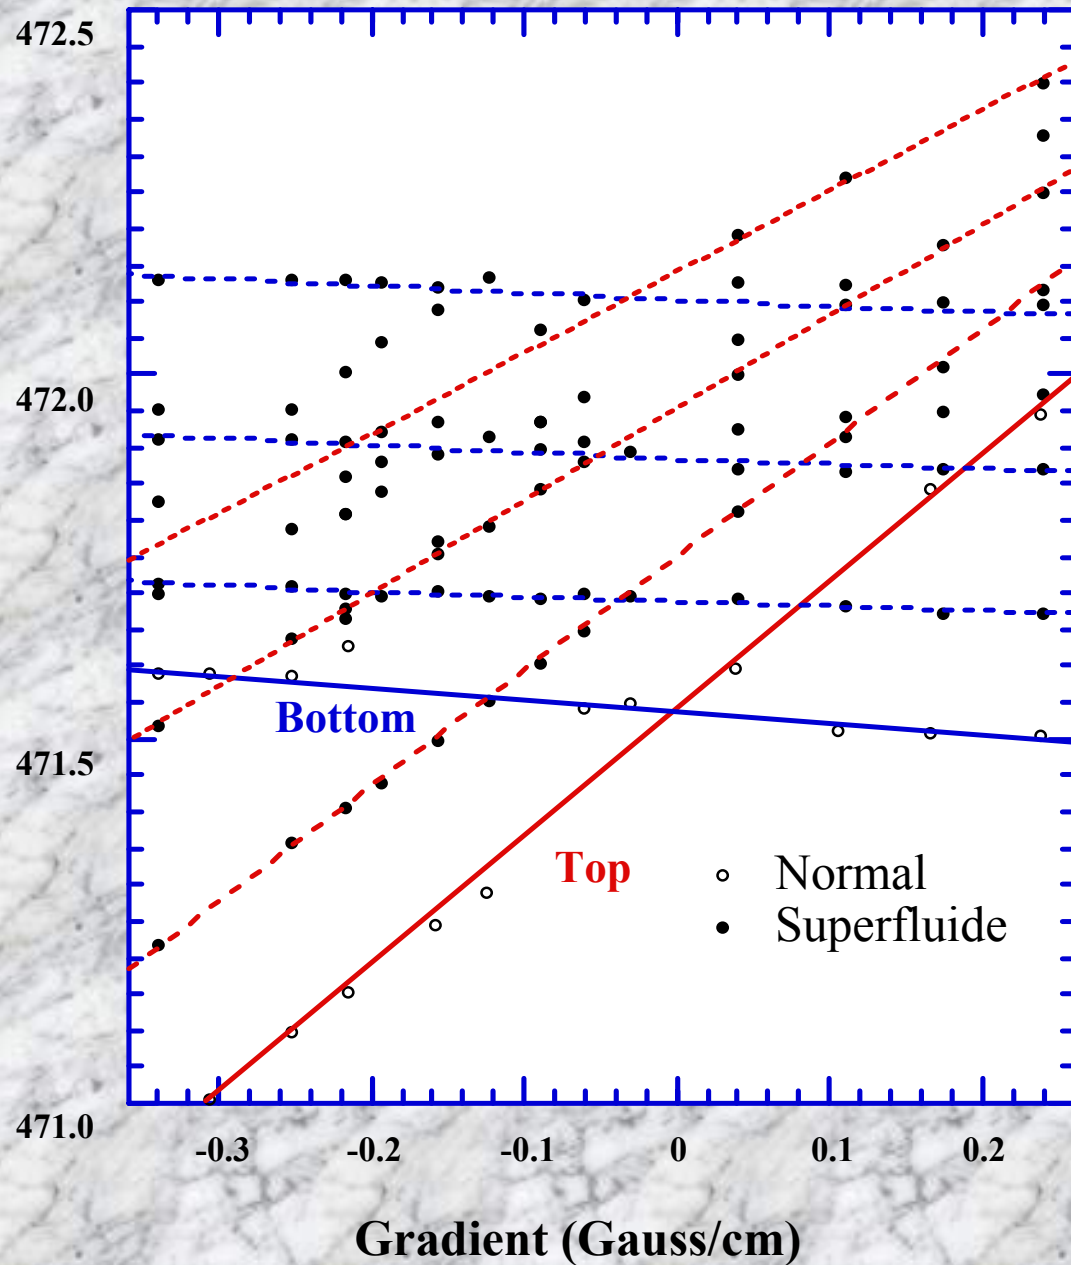 472.5
472.0
471.5
471.0
Bottom
Top
Normal
Superfluide
-0.3 -0.2 -0.1 0 0.1 0.2
Gradient (Gauss/cm)